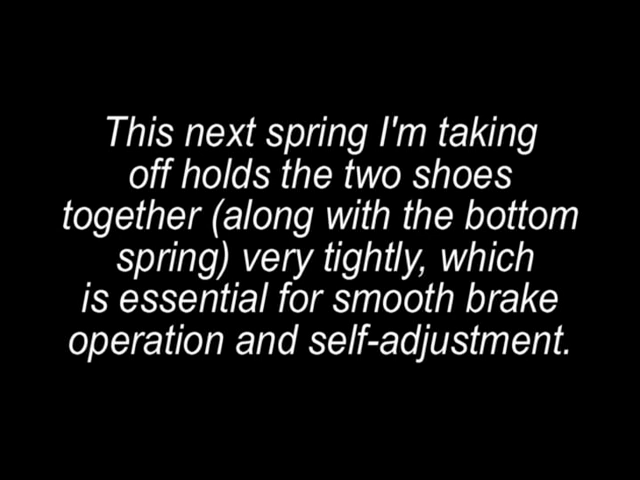 This next spring I'm taking
off holds the two shoes
together (along with the bottom
spring) very tightly, which
is essential for smooth brake
operation and self-adjustment.